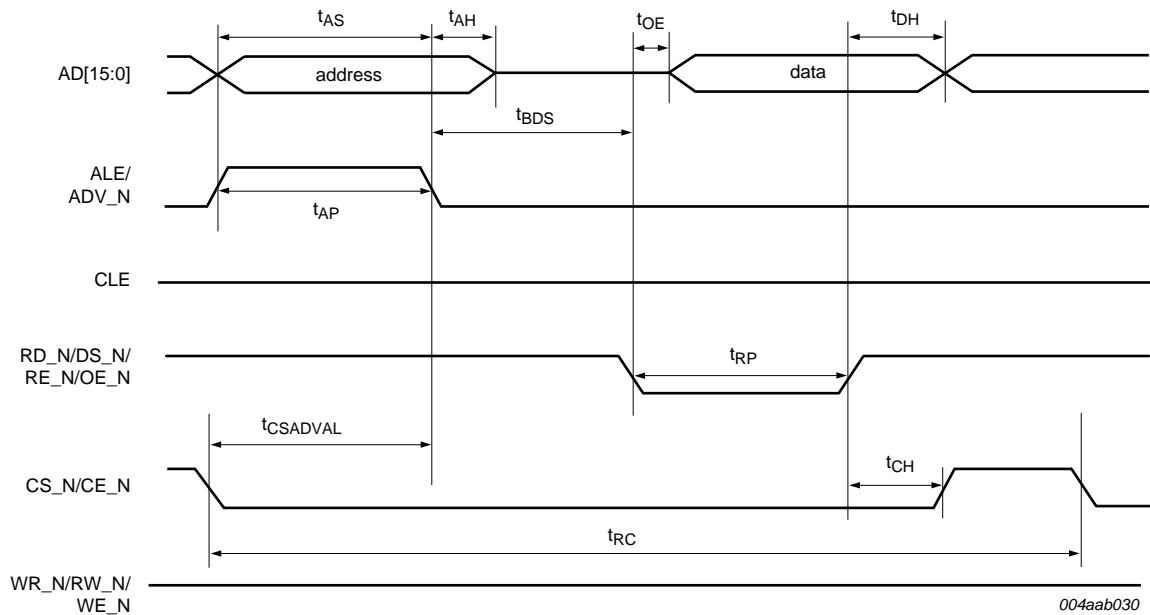 tAS
tAH
tOE
tDH
AD[15:0]
address
data
tBDS
ALE/
ADV_N
tAP
CLE
RD_N/DS_N/
RE_N/OE_N
tRP
tCSADVAL
CS_N/CE_N
tCH
tRC
WR_N/RW_N/
WE_N
004aab030